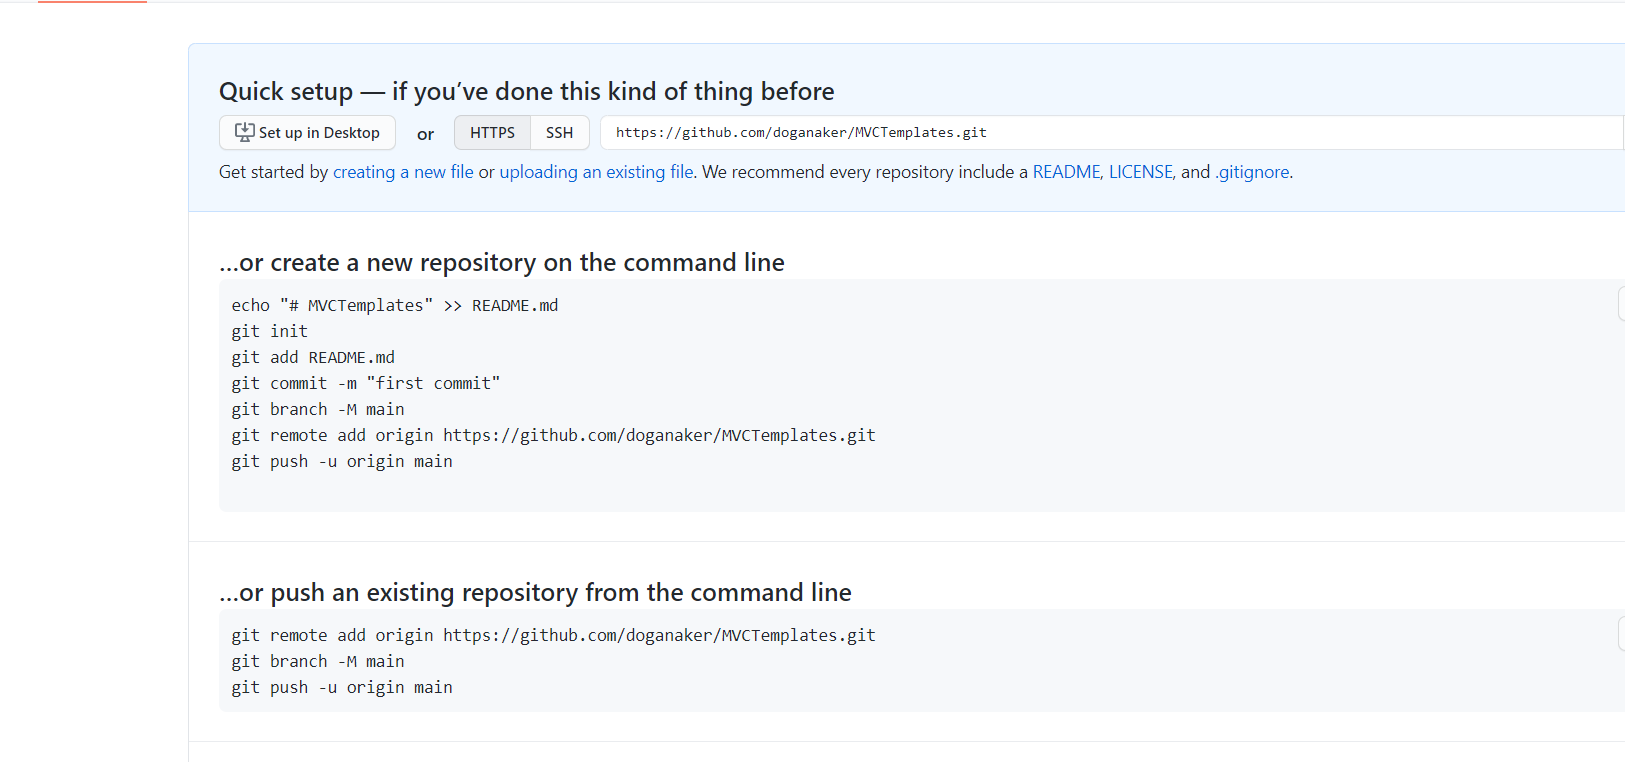 Quick setup — if you’ve done this kind of thing before
Set up in Desktop or HTTPS SSH https://github.com/doganaker/MVCTemplates.git
Get started by creating a new file or uploading an existing file. We recommend every repository include a README, LICENSE, and .gitignore.
…or create a new repository on the command line
echo "# MVCTemplates" >> README.md
git init
git add README.md
git commit -m "first commit"
git branch -M main
git remote add origin https://github.com/doganaker/MVCTemplates.git
git push -u origin main
…or push an existing repository from the command line
git remote add origin https://github.com/doganaker/MVCTemplates.git
git branch -M main
git push -u origin main